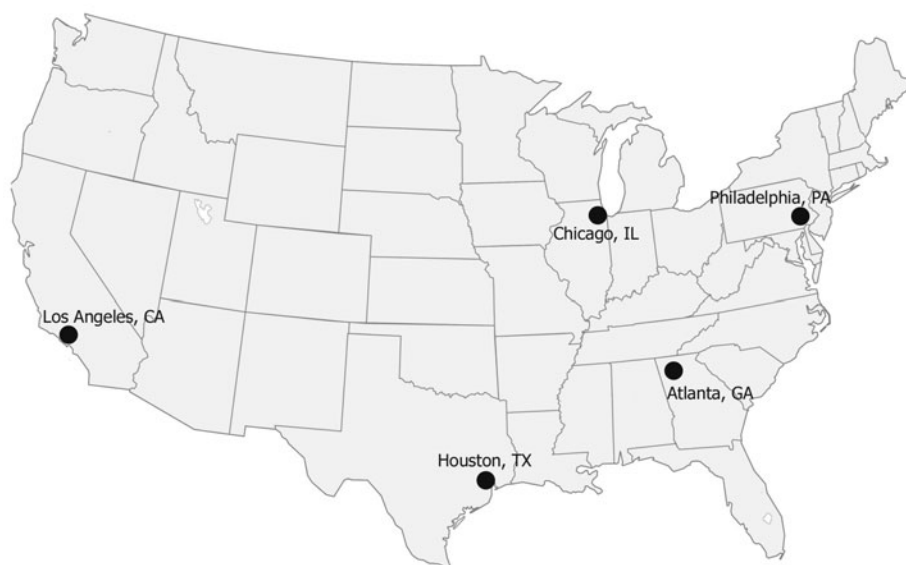 Philadelphia, PA
Chicago, IL
Los Angeles, CA
Atlanta, GA
Houston, TX